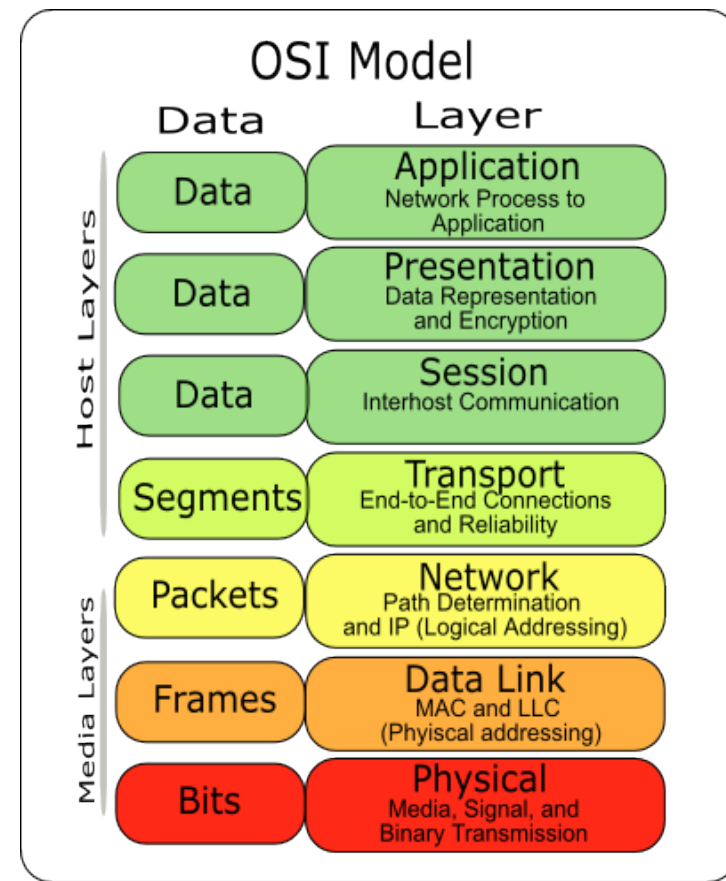 OSI Model
Data
Layer
Host Layers
Data
Application
Network Process to
Application
Data
Presentation
Data Representation
and Encryption
Data
Session
Interhost Communication
Segments
Transport
End-to-End Connections
and Reliability
Media Layers
Packets
Network
Path Determination
and IP (Logical Addressing)
Frames
Data Link
MAC and LLC
(Phyiscal addressing)
Bits
Physical
Media, Signal, and
Binary Transmission